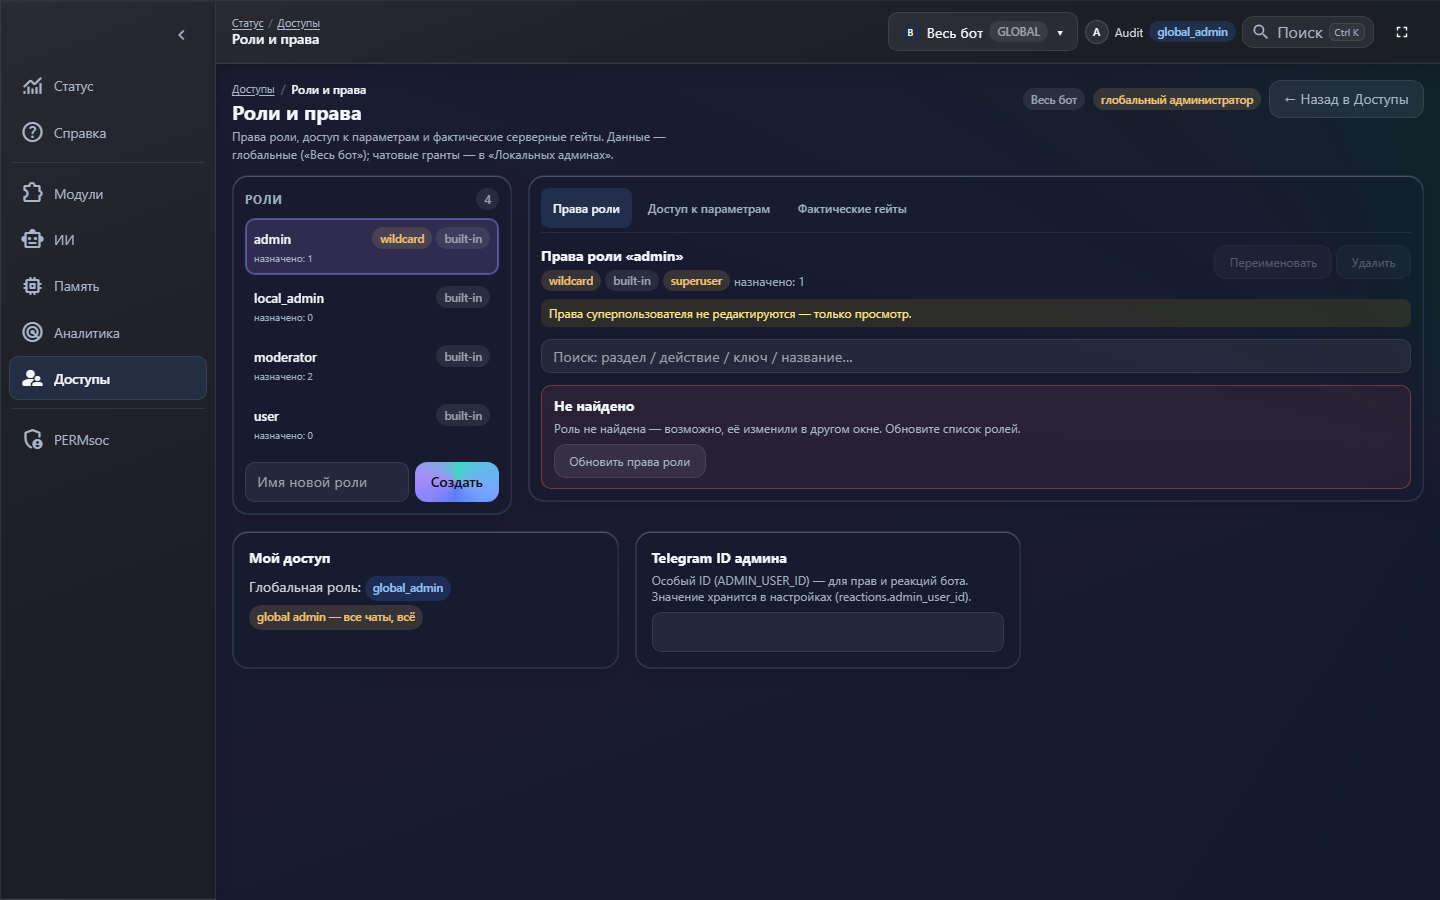 Статус
Справка
Модули
ИИ
Память
Аналитика
Доступы
PERMsoc
Статус / Доступы
Роли и права
B Весь бот GLOBAL ▾
A Audit global_admin
Поиск Ctrl K
Доступы / Роли и права
Роли и права
Права роли, доступ к параметрам и фактические серверные гейты. Данные —
глобальные («Весь бот»); чатовые гранты — в «Локальных админах».
Весь бот глобальный администратор ← Назад в Доступы
РОЛИ 4
admin wildcard built-in
назначено: 1
local_admin built-in
назначено: 0
moderator built-in
назначено: 2
user built-in
назначено: 0
Имя новой роли Создать
Права роли Доступ к параметрам Фактические гейты
Права роли «admin» Переименовать Удалить
wildcard built-in superuser назначено: 1
Права суперпользователя не редактируются — только просмотр.
Поиск: раздел / действие / ключ / название...
Не найдено
Роль не найдена — возможно, её изменили в другом окне. Обновите список ролей.
Обновить права роли
Мой доступ
Глобальная роль: global_admin
global admin — все чаты, всё
Telegram ID админа
Особый ID (ADMIN_USER_ID) — для прав и реакций бота.
Значение хранится в настройках (reactions.admin_user_id).